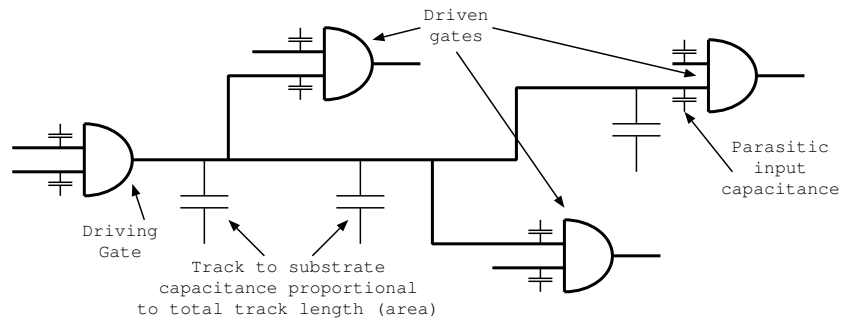 Driven
gates
Parasitic
input
capacitance
Driving
Gate
Track to substrate
capacitance proportional
to total track length (area)